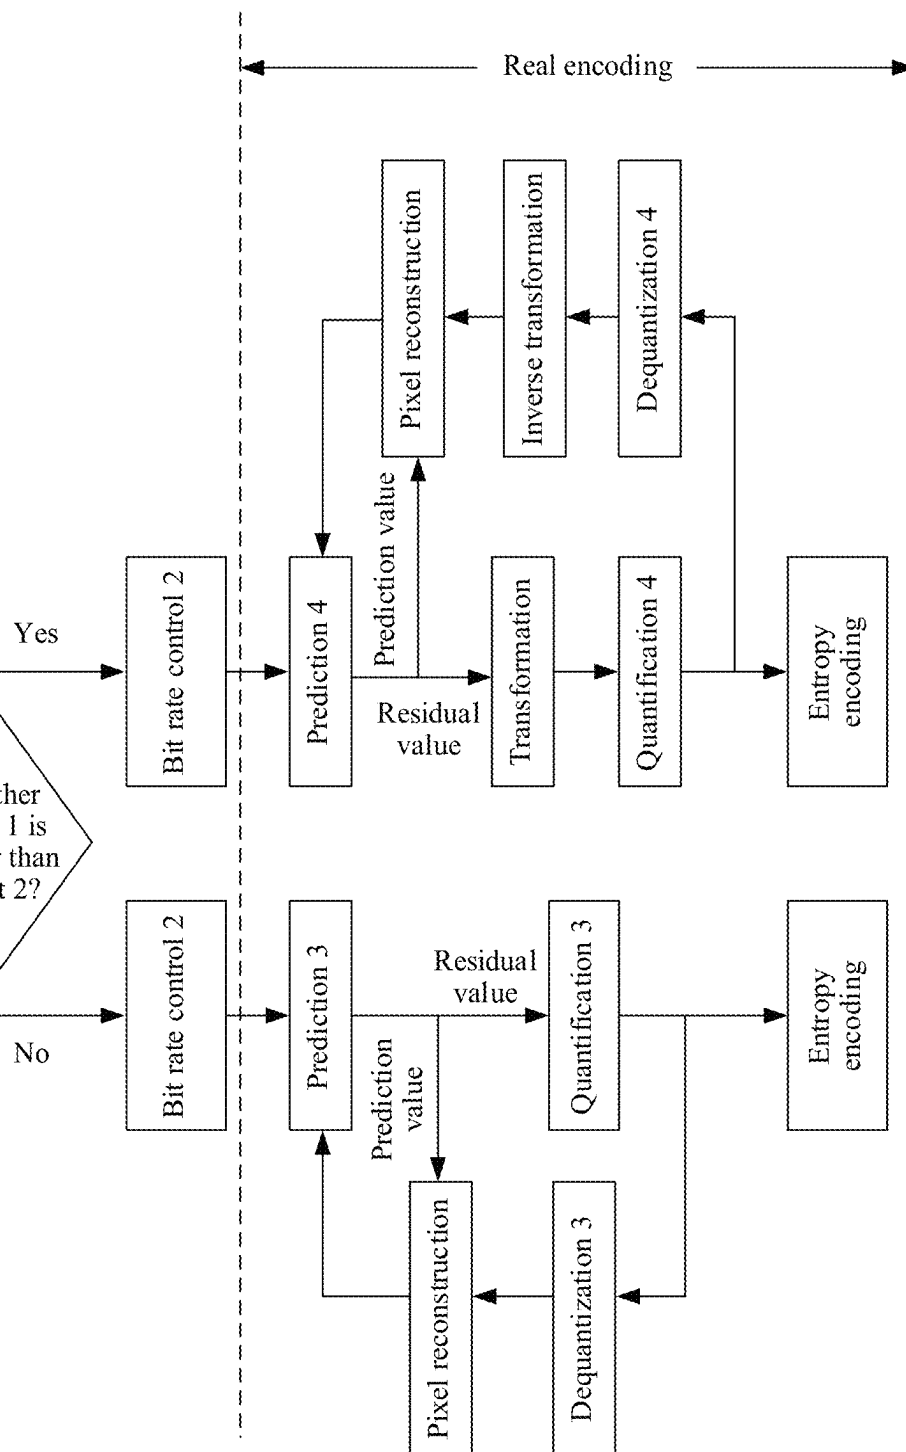 Real encoding
Pixel reconstruction
Inverse transformation
Dequantization 4
Yes
Bit rate control 2
Prediction 4
Prediction value
Residual
value
Transformation
Quantification 4
Entropy
encoding
1 is
than
2?
No
Bit rate control 2
Prediction 3
Residual
value
Prediction
value
Quantification 3
Entropy
encoding
Pixel reconstruction
Dequantization 3